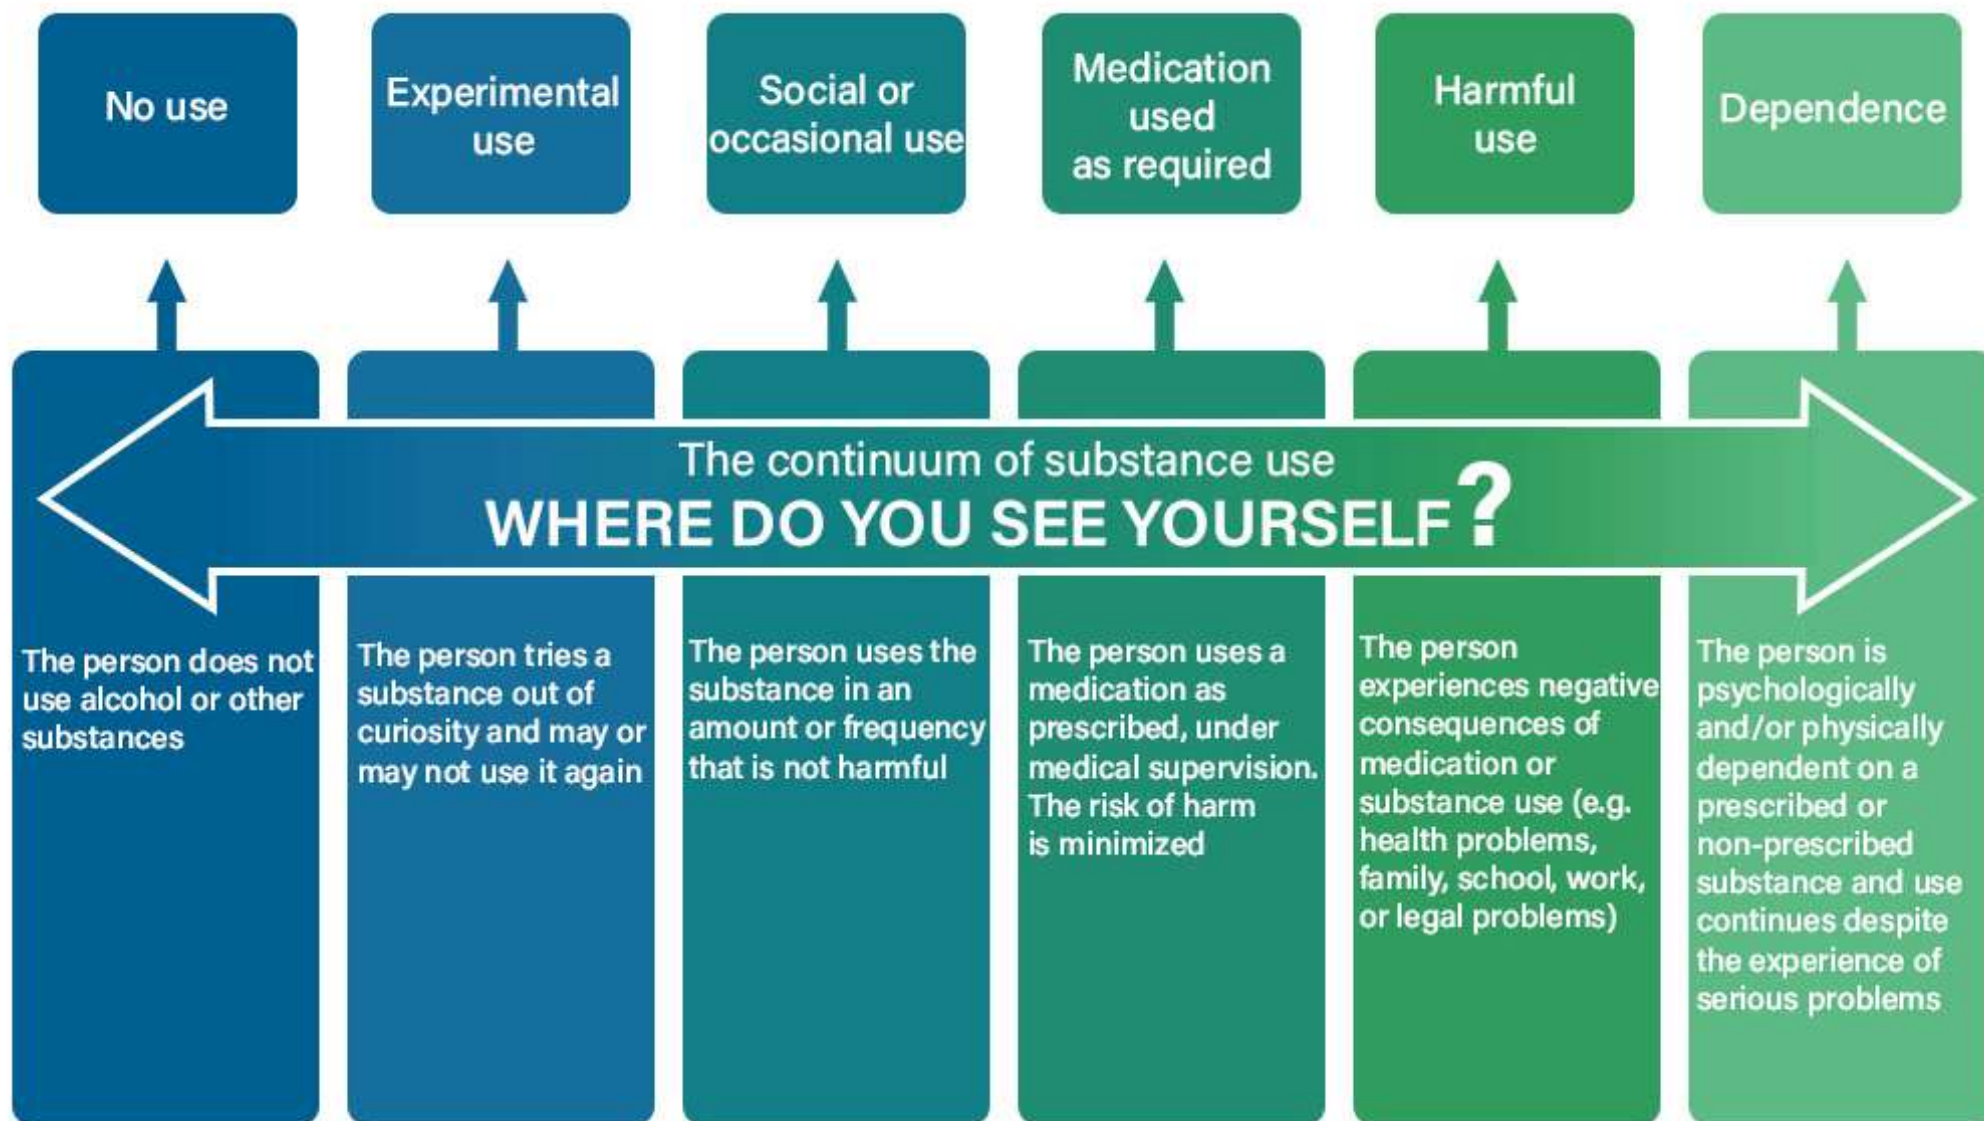 No use
Experimental
use
Social or
occasional use
Medication
used
as required
Harmful
use
Dependence
The continuum of substance use
WHERE DO YOU SEE YOURSELF?
The person does not
use alcohol or other
substances
The person tries a
substance out of
curiosity and may or
may not use it again
The person uses the
substance in an
amount or frequency
that is not harmful
The person uses a
medication as
prescribed, under
medical supervision.
The risk of harm
is minimized
The person
experiences negative
consequences of
medication or
substance use (e.g.
health problems,
family, school, work,
or legal problems)
The person is
psychologically
and/or physically
dependent on a
prescribed or
non-prescribed
substance and use
continues despite
the experience of
serious problems